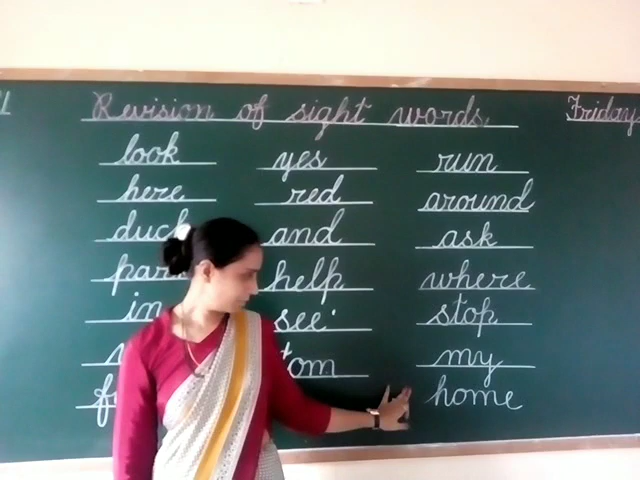 Revision of sight words Friday
look yes run
here red around
and ask
help where
in see stop
my
home